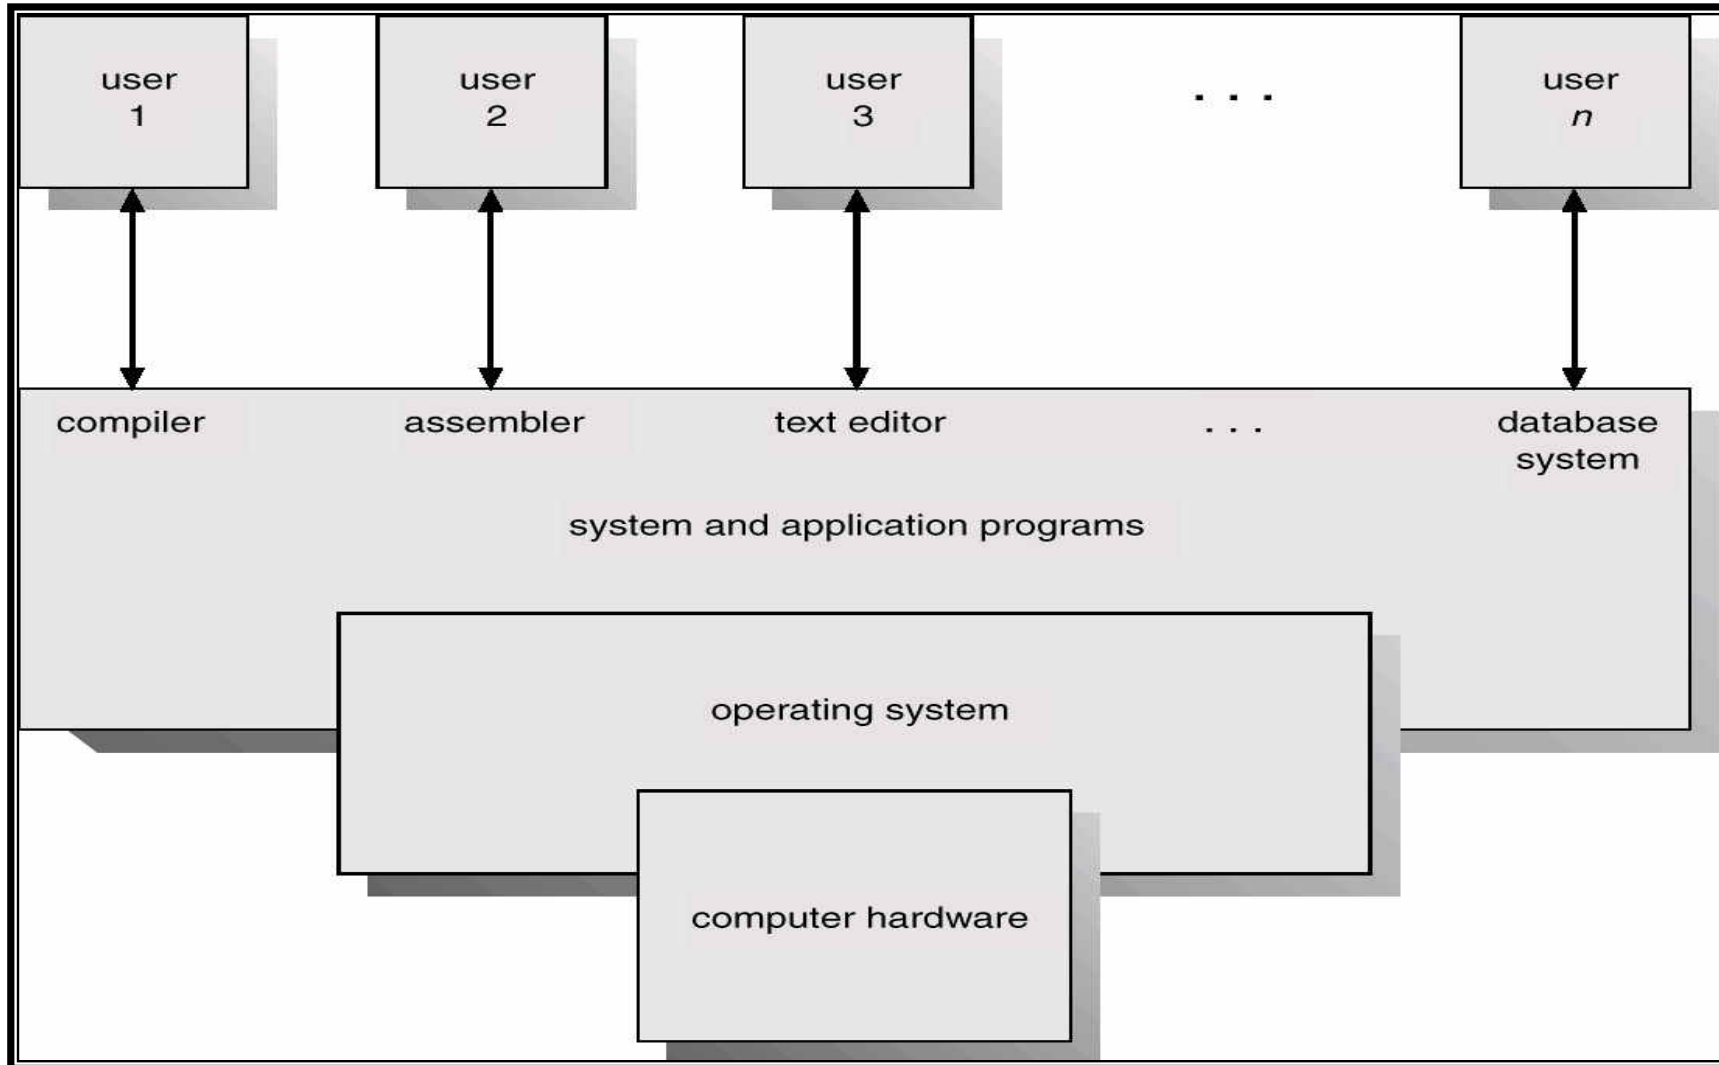 user
1
user
2
user
3
. . .
user
n
compiler
assembler
text editor
. . .
database
system
system and application programs
operating system
computer hardware